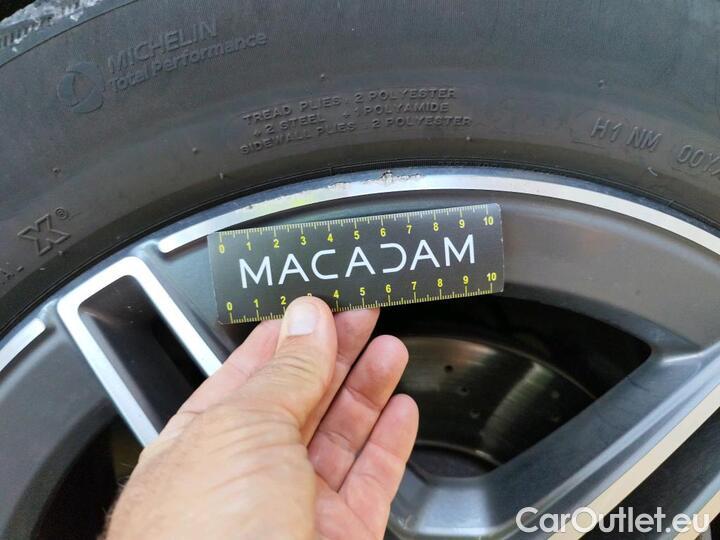 MICHELIN
Total Performance
TREAD PLIES : 2 POLYESTER
+ 2 STEEL + 1 POLYAMIDE
SIDEWALL PLIES : 2 POLYESTER
H1 NM 00YX
X®
0 1 2 3 4 5 6 7 8 9 10
MACADAM
0 1 2 3 4 5 6 7 8 9 10
CarOutlet.eu